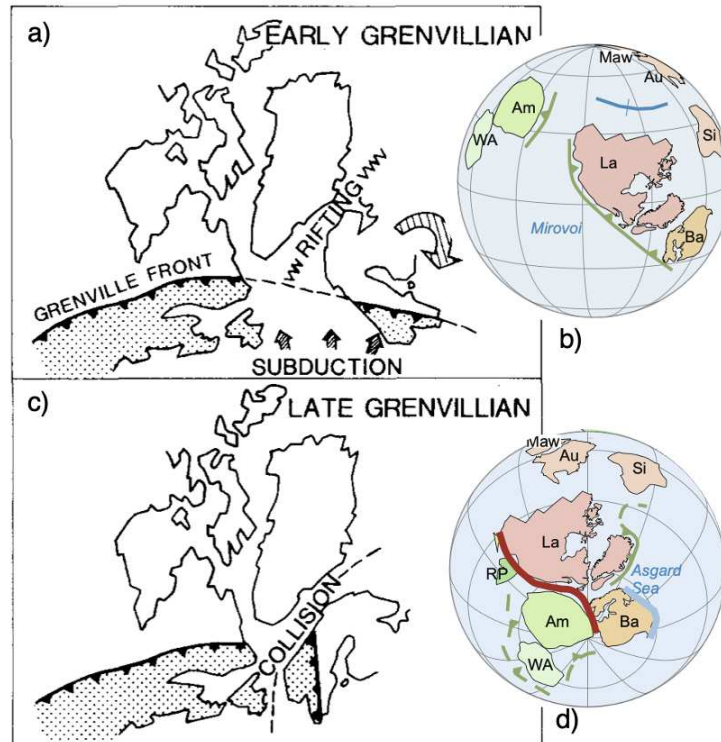 a)
EARLY GRENVILLIAN
RIFTING
GRENVILLE FRONT
SUBDUCTION
Maw
Au
Am
WA
Si
La
Mirovoi
Ba
b)
c)
LATE GRENVILLIAN
COLLISION
Maw
Au
Si
La
RP
Asgard
Sea
Am
Ba
WA
d)